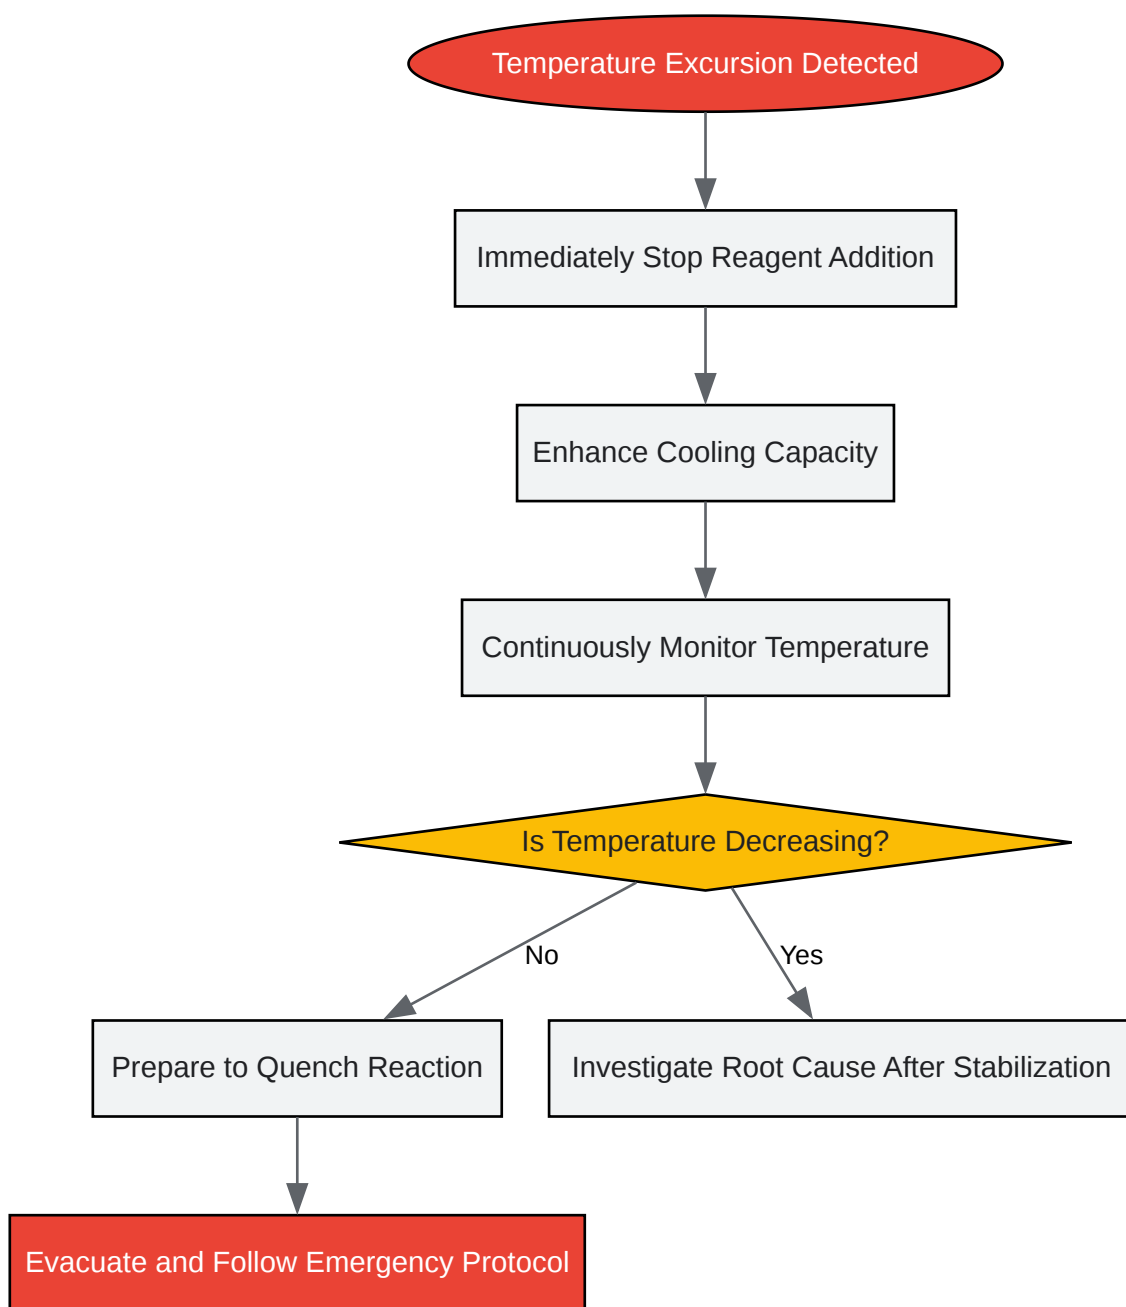 Temperature Excursion Detected
Immediately Stop Reagent Addition
Enhance Cooling Capacity
Continuously Monitor Temperature
Is Temperature Decreasing?
No
Yes
Prepare to Quench Reaction
Investigate Root Cause After Stabilization
Evacuate and Follow Emergency Protocol